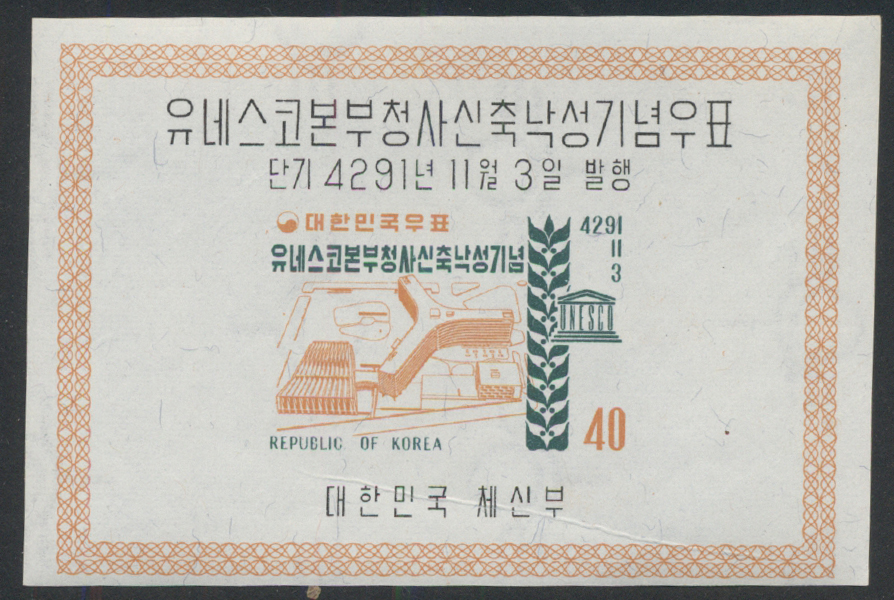 유네스코본부청사신축낙성기념우표
단기 4291년 11월 3일 발행
대한민국우표
유네스코본부청사신축낙성기념
4291
11
3
UNESCO
40
REPUBLIC OF KOREA
대한민국 체신부